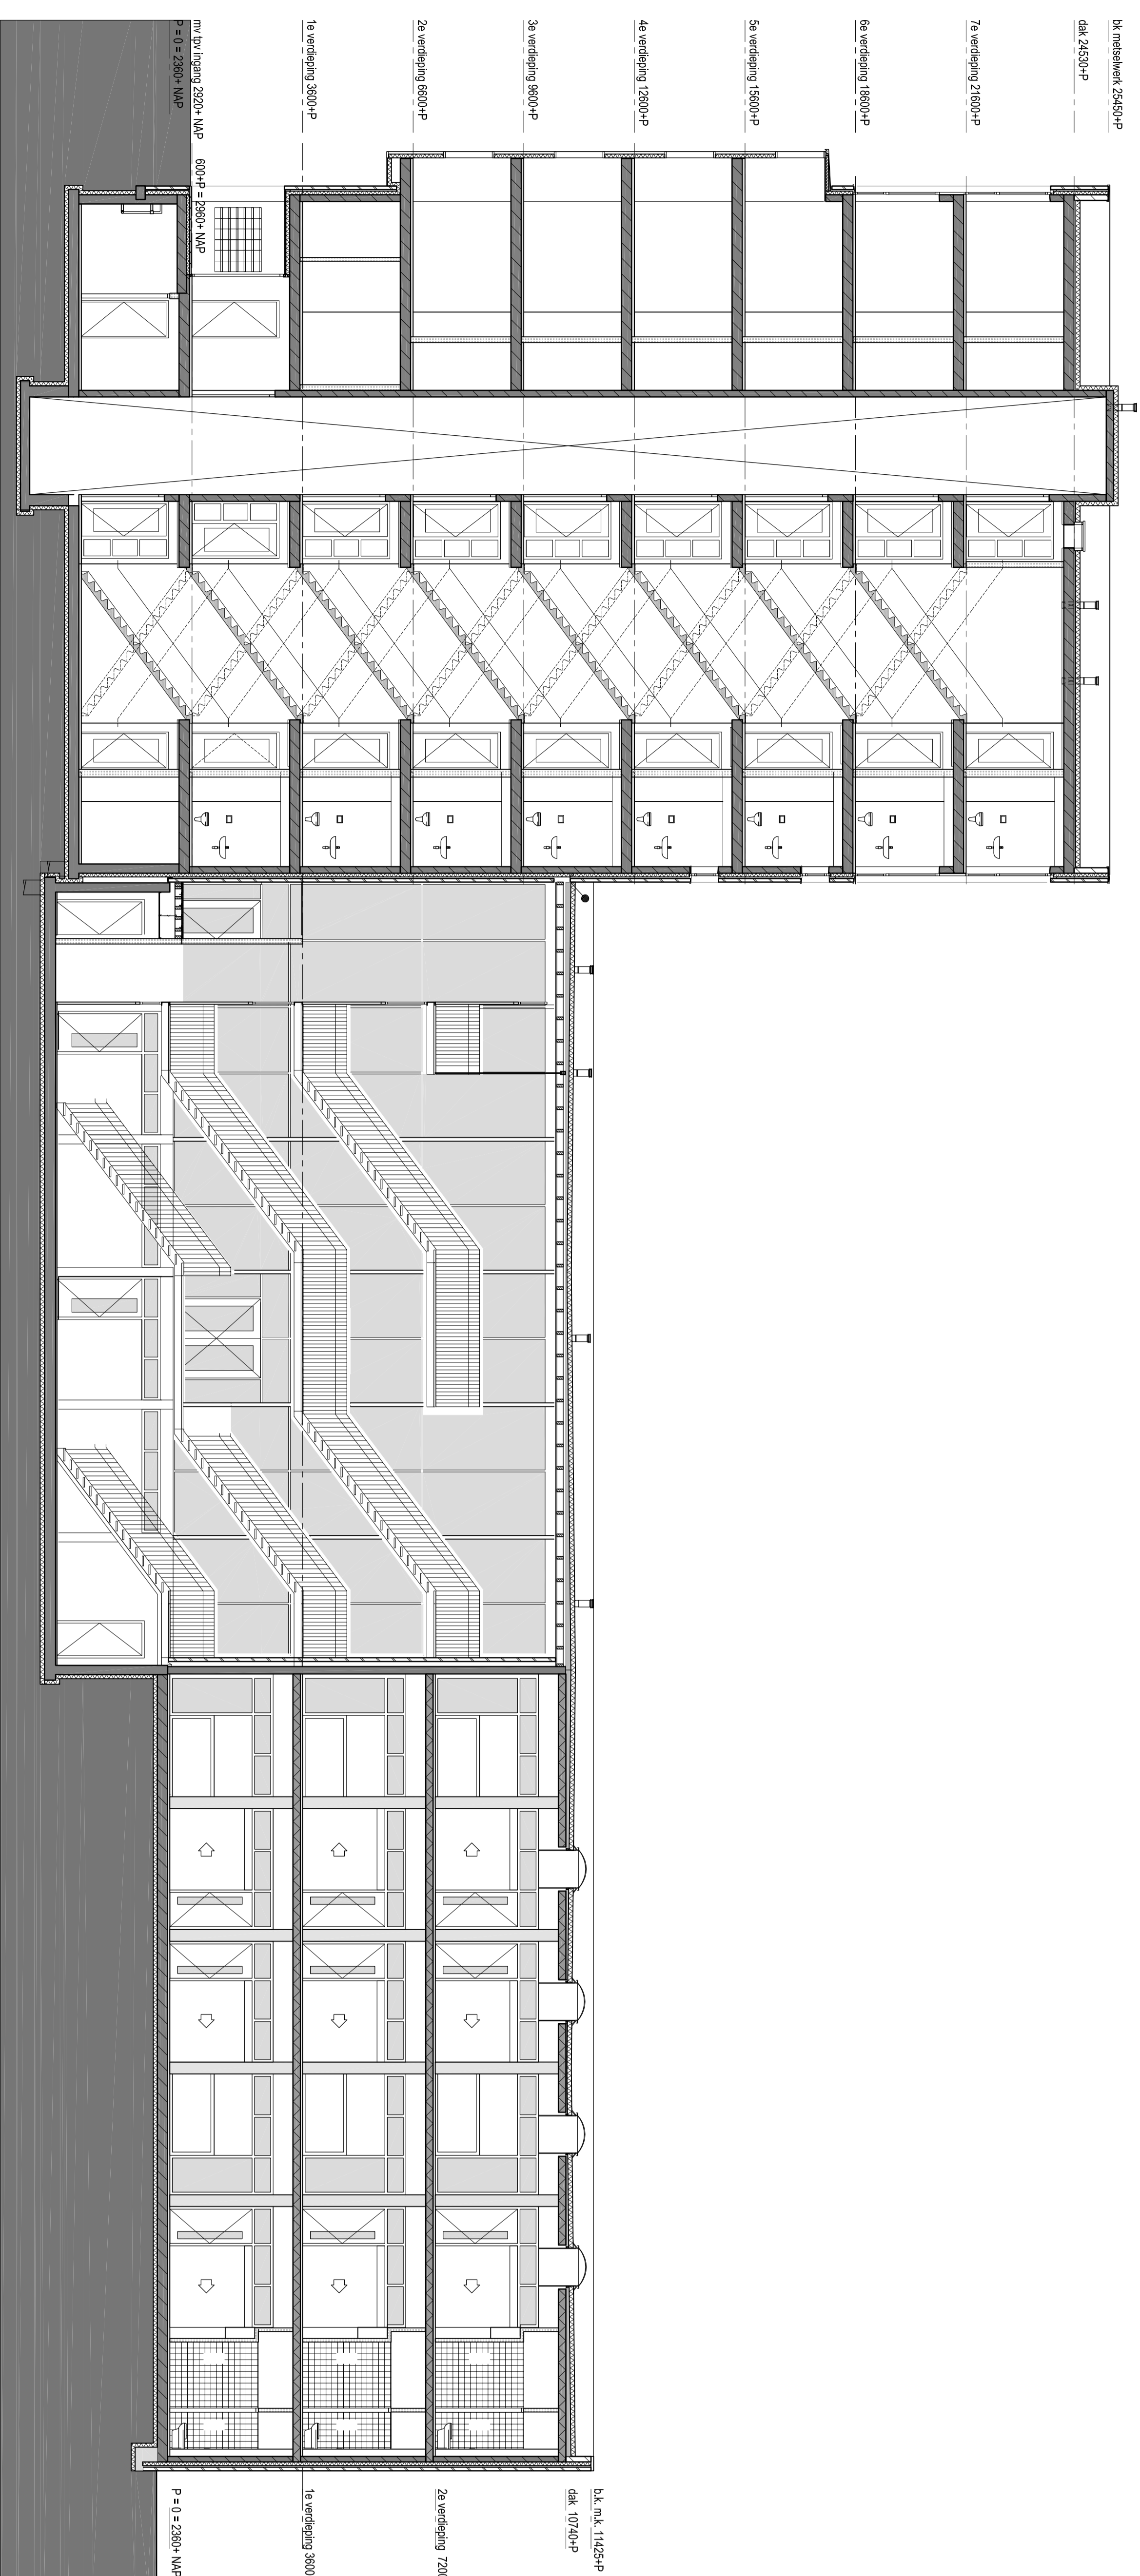 bk metselwerk 25450+P
dak 24530+P
7e verdieping 21600+P
6e verdieping 18600+P
5e verdieping 15600+P
4e verdieping 12600+P
3e verdieping 9600+P
2e verdieping 6600+P
1e verdieping 3600+P
mv tpv ingang 2920+ NAP
600+P = 2960+ NAP
P = 0 = 2360+ NAP
b.k. m.k. 11425+P
dak 10740+P
2e verdieping 720
1e verdieping 3600
P = 0 = 2360+ NAP